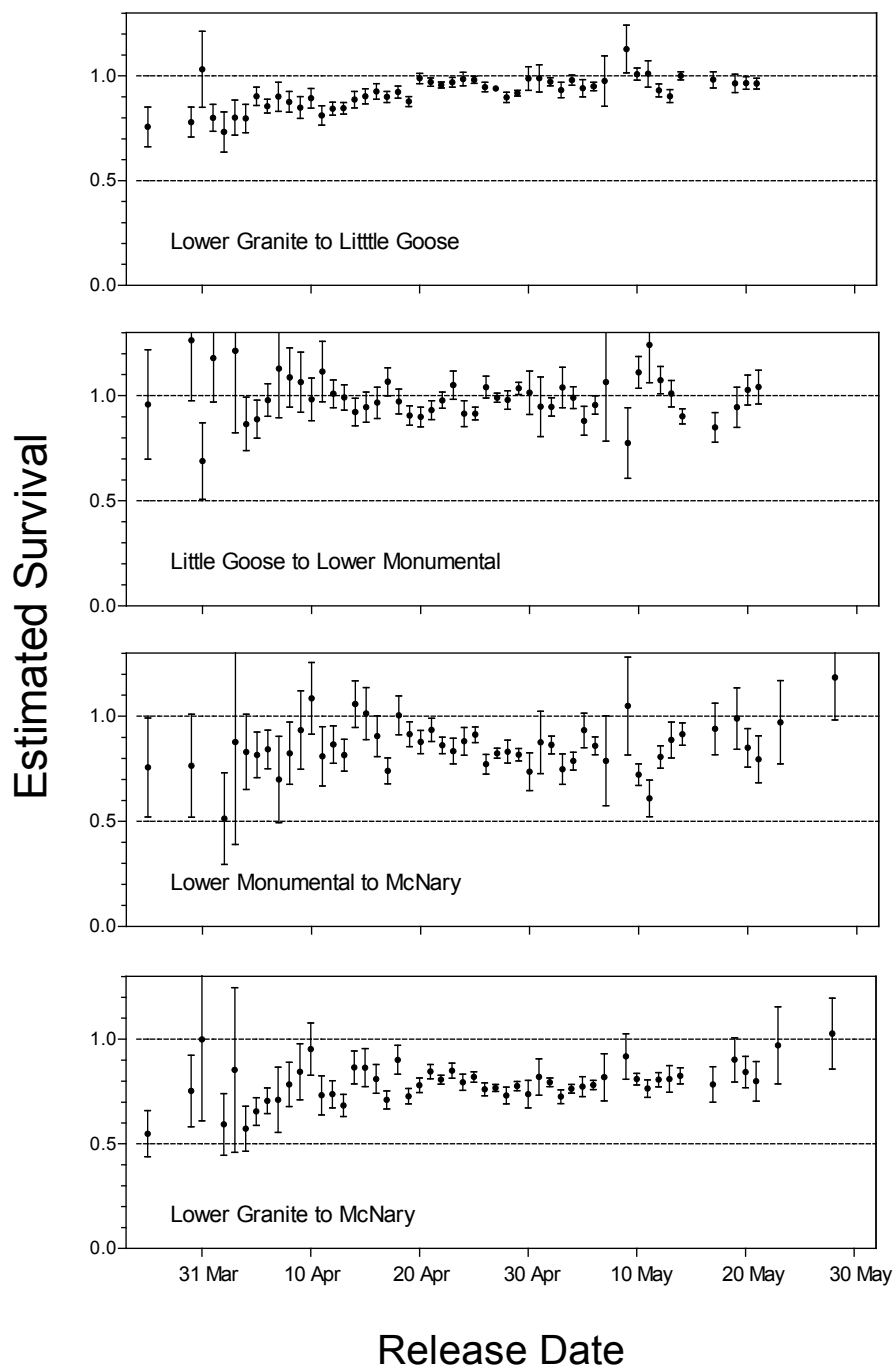 Estimated Survival
1.0
0.5
0.0
Lower Granite to Litttle Goose
1.0
0.5
0.0
Little Goose to Lower Monumental
1.0
0.5
0.0
Lower Monumental to McNary
1.0
0.5
0.0
Lower Granite to McNary
31 Mar 10 Apr 20 Apr 30 Apr 10 May 20 May 30 May
Release Date